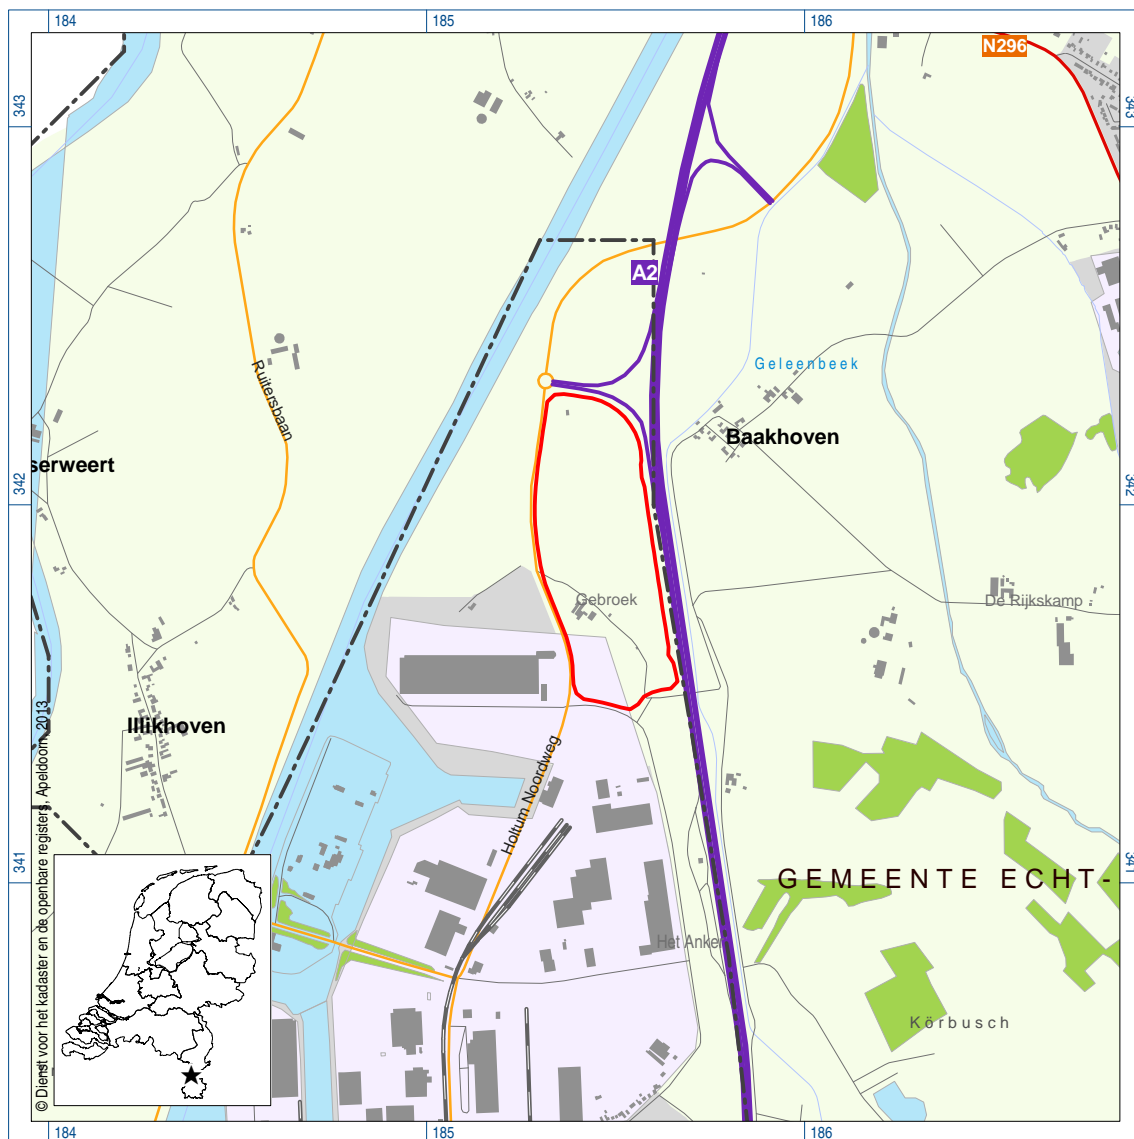 184
185
186
N296
343
343
A2
Geleenbeek
Ruitersbaan
Baakhoven
serweert
342
342
Gebroek
De Rijkskamp
Illikhoven
Holtum Noordweg
341
341
GEMEENTE ECHT-
Het Anker
Körbusch
© Dienst voor het kadaster en de openbare registers, Apeldoorn, 2013
184
185
186